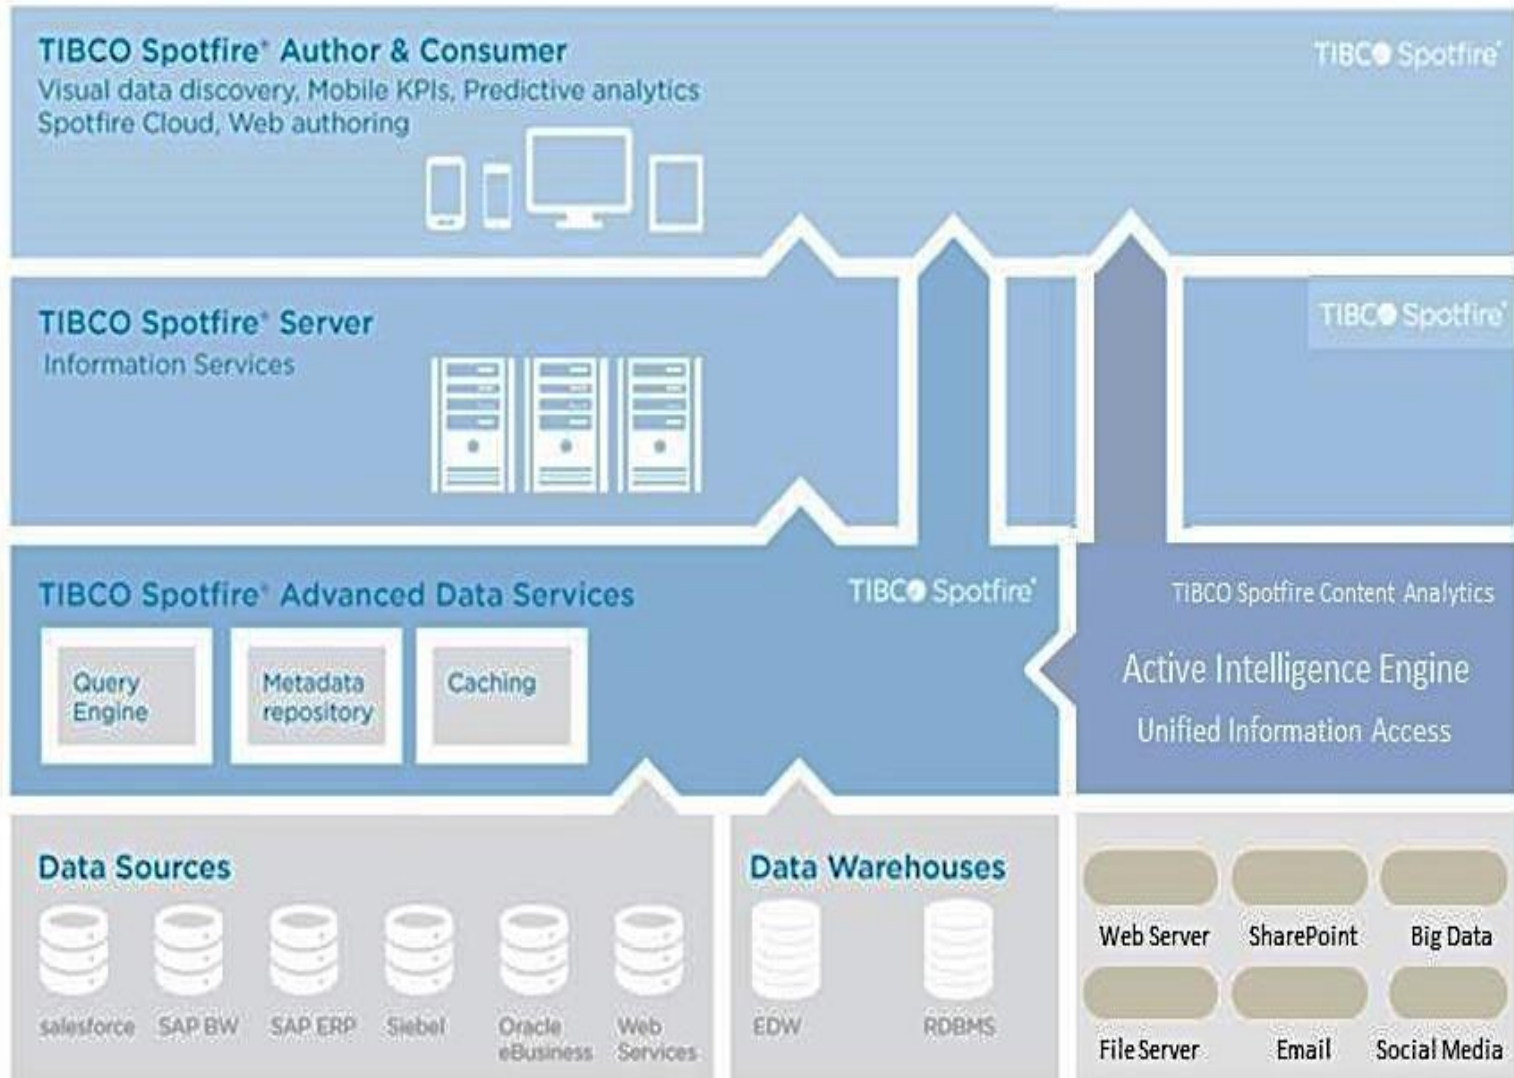 TIBCO Spotfire® Author & Consumer
TIBCO Spotfire®
Visual data discovery, Mobile KPIs, Predictive analytics
Spotfire Cloud, Web authoring
TIBCO Spotfire® Server
TIBCO Spotfire®
Information Services
TIBCO Spotfire® Advanced Data Services
TIBCO Spotfire®
Query
Engine
Metadada
repository
Caching
TIBCO Spotfire Content Analytics
Active Intelligence Engine
Unified Information Access
Data Sources
salesforce
SAP BW
SAP ERP
Siebel
Oracle
eBusiness
Web
Services
Data Warehouses
EDW
RDBMS
Web Server
SharePoint
Big Data
File Server
Email
Social Media